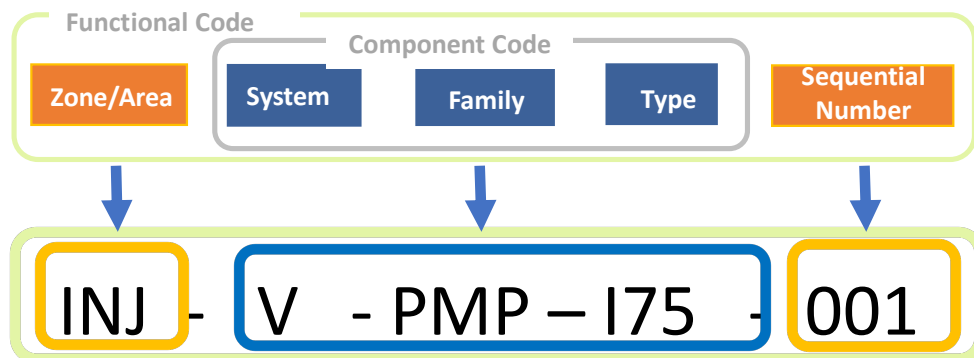 Functional Code
Component Code
Zone/Area
System
Family
Type
Sequential
Number
INJ - V - PMP – I75 - 001